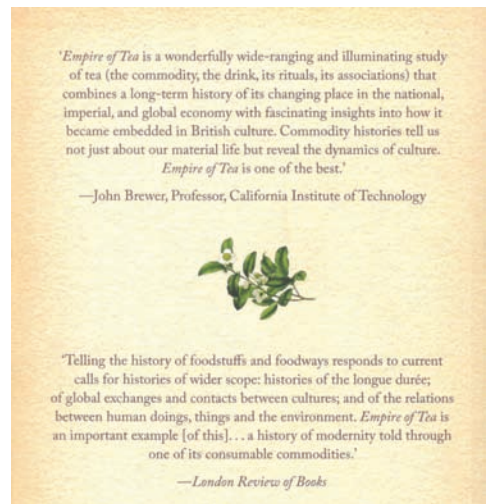 ‘Empire of Tea is a wonderfully wide-ranging and illuminating study
of tea (the commodity, the drink, its rituals, its associations) that
combines a long-term history of its changing place in the national,
imperial, and global economy with fascinating insights into how it
became embedded in British culture. Commodity histories tell us
not just about our material life but reveal the dynamics of culture.
Empire of Tea is one of the best.’
—John Brewer, Professor, California Institute of Technology
‘Telling the history of foodstuffs and foodways responds to current
calls for histories of wider scope: histories of the longue durée;
of global exchanges and contacts between cultures; and of the relations
between human doings, things and the environment. Empire of Tea is
an important example [of this]. . . a history of modernity told through
one of its consumable commodities.’
—London Review of Books